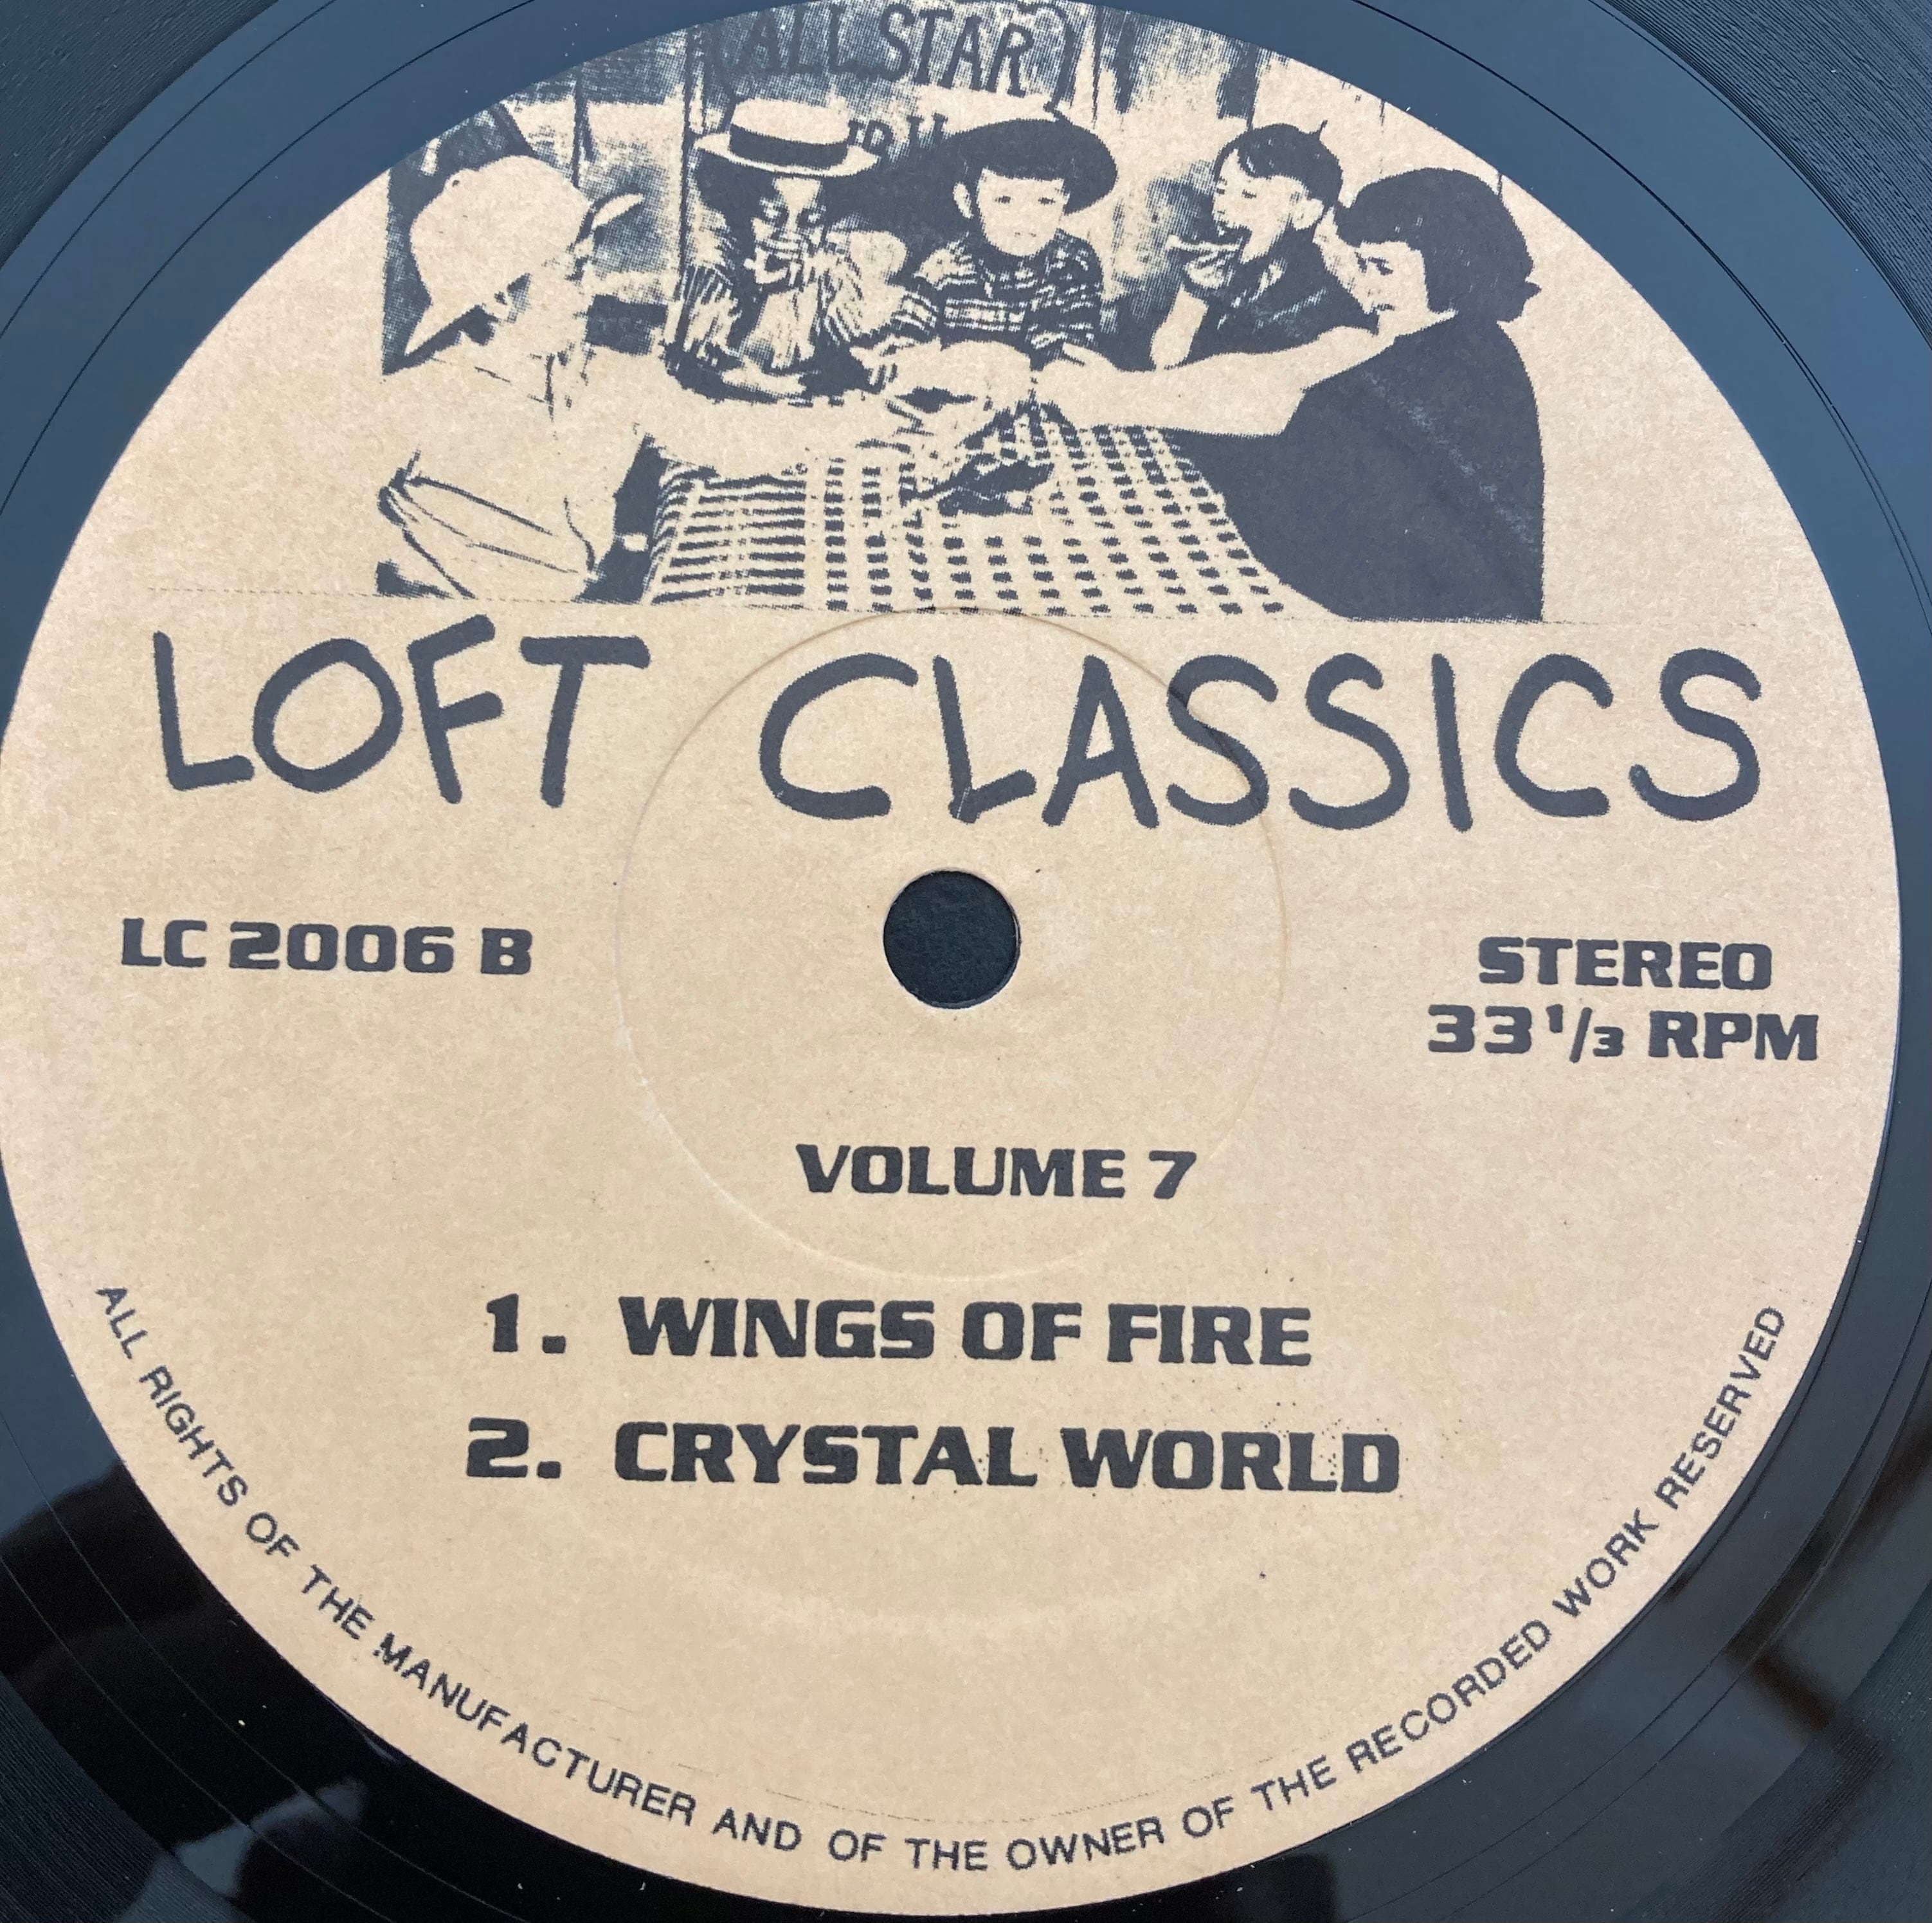 ALL STAR
LOFT CLASSICS
LC 2006 B
STEREO
33 1/3 RPM
VOLUME 7
1. WINGS OF FIRE
2. CRYSTAL WORLD
ALL RIGHTS OF THE MANUFACTURER AND OF THE OWNER OF THE RECORDED WORK RESERVED